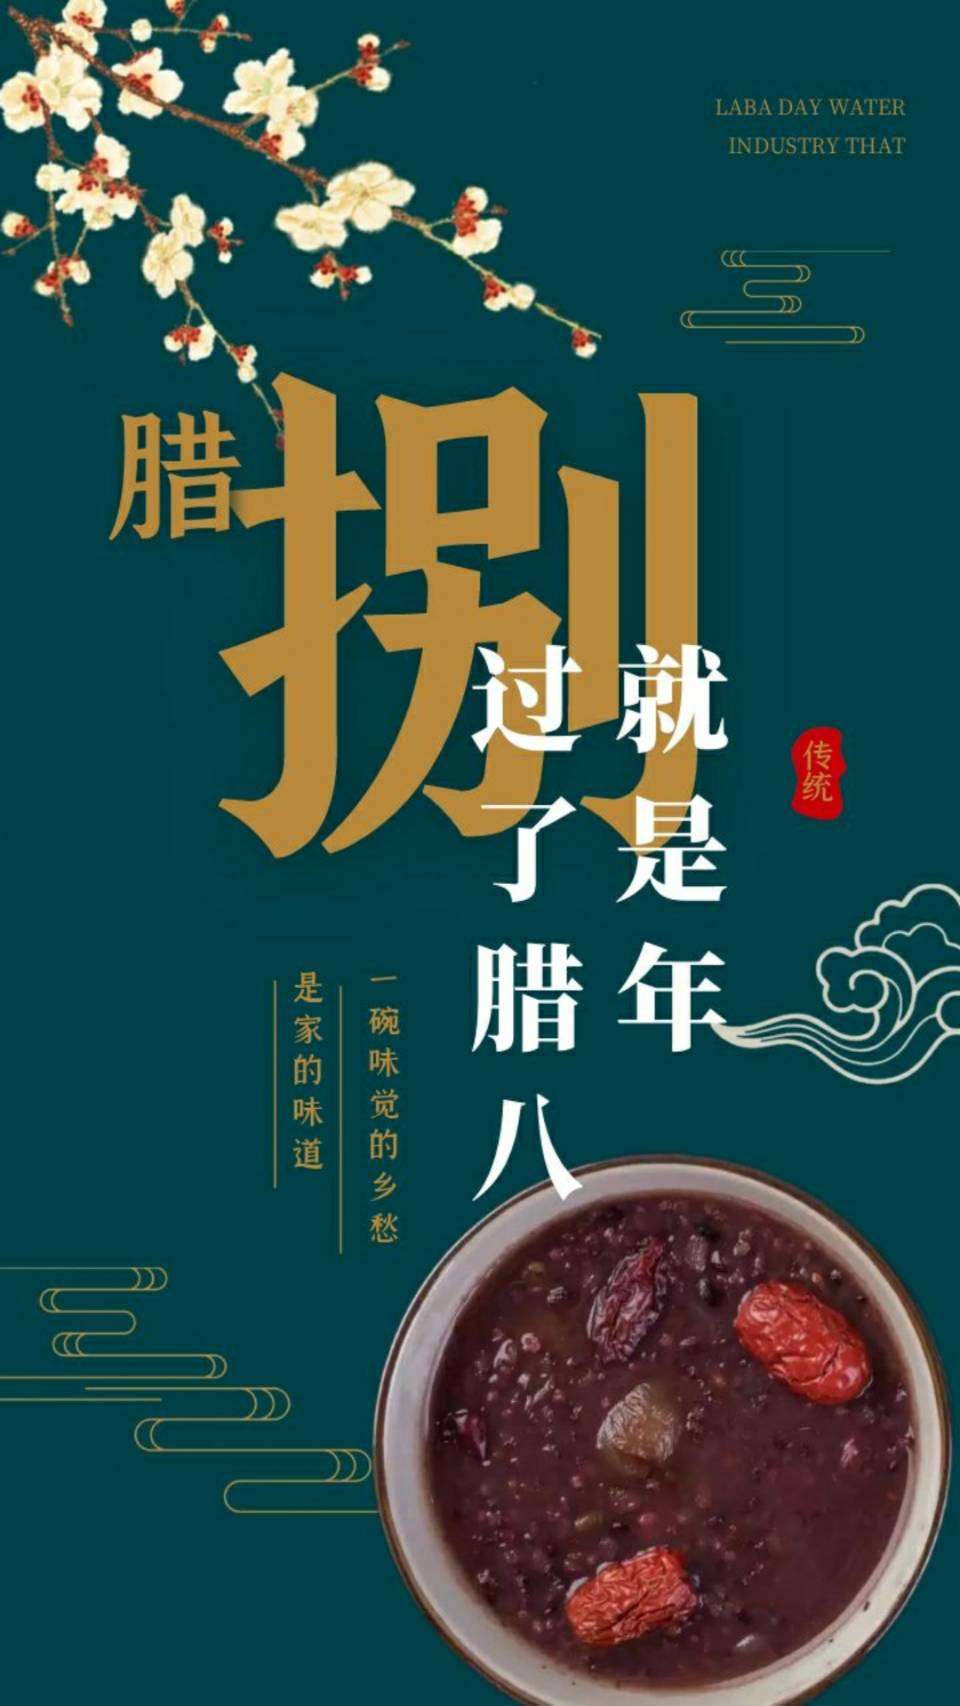 LABA DAY WATER
INDUSTRY THAT
腊
捌
就是年
过了腊八
传统
一碗味觉的乡愁
是家的味道